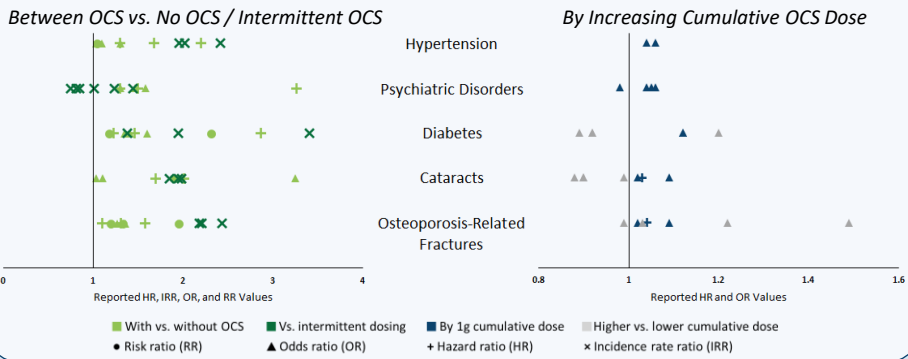 Between OCS vs. No OCS / Intermittent OCS
By Increasing Cumulative OCS Dose
Hypertension
Psychiatric Disorders
Diabetes
Cataracts
Osteoporosis-Related
Fractures
0 1 2 3 4
Reported HR, IRR, OR, and RR Values
0.8 1 1.2 1.4 1.6
Reported HR and OR Values
With vs. without OCS Vs. intermittent dosing By 1g cumulative dose Higher vs. lower cumulative dose
Risk ratio (RR) Odds ratio (OR) Hazard ratio (HR) Incidence rate ratio (IRR)